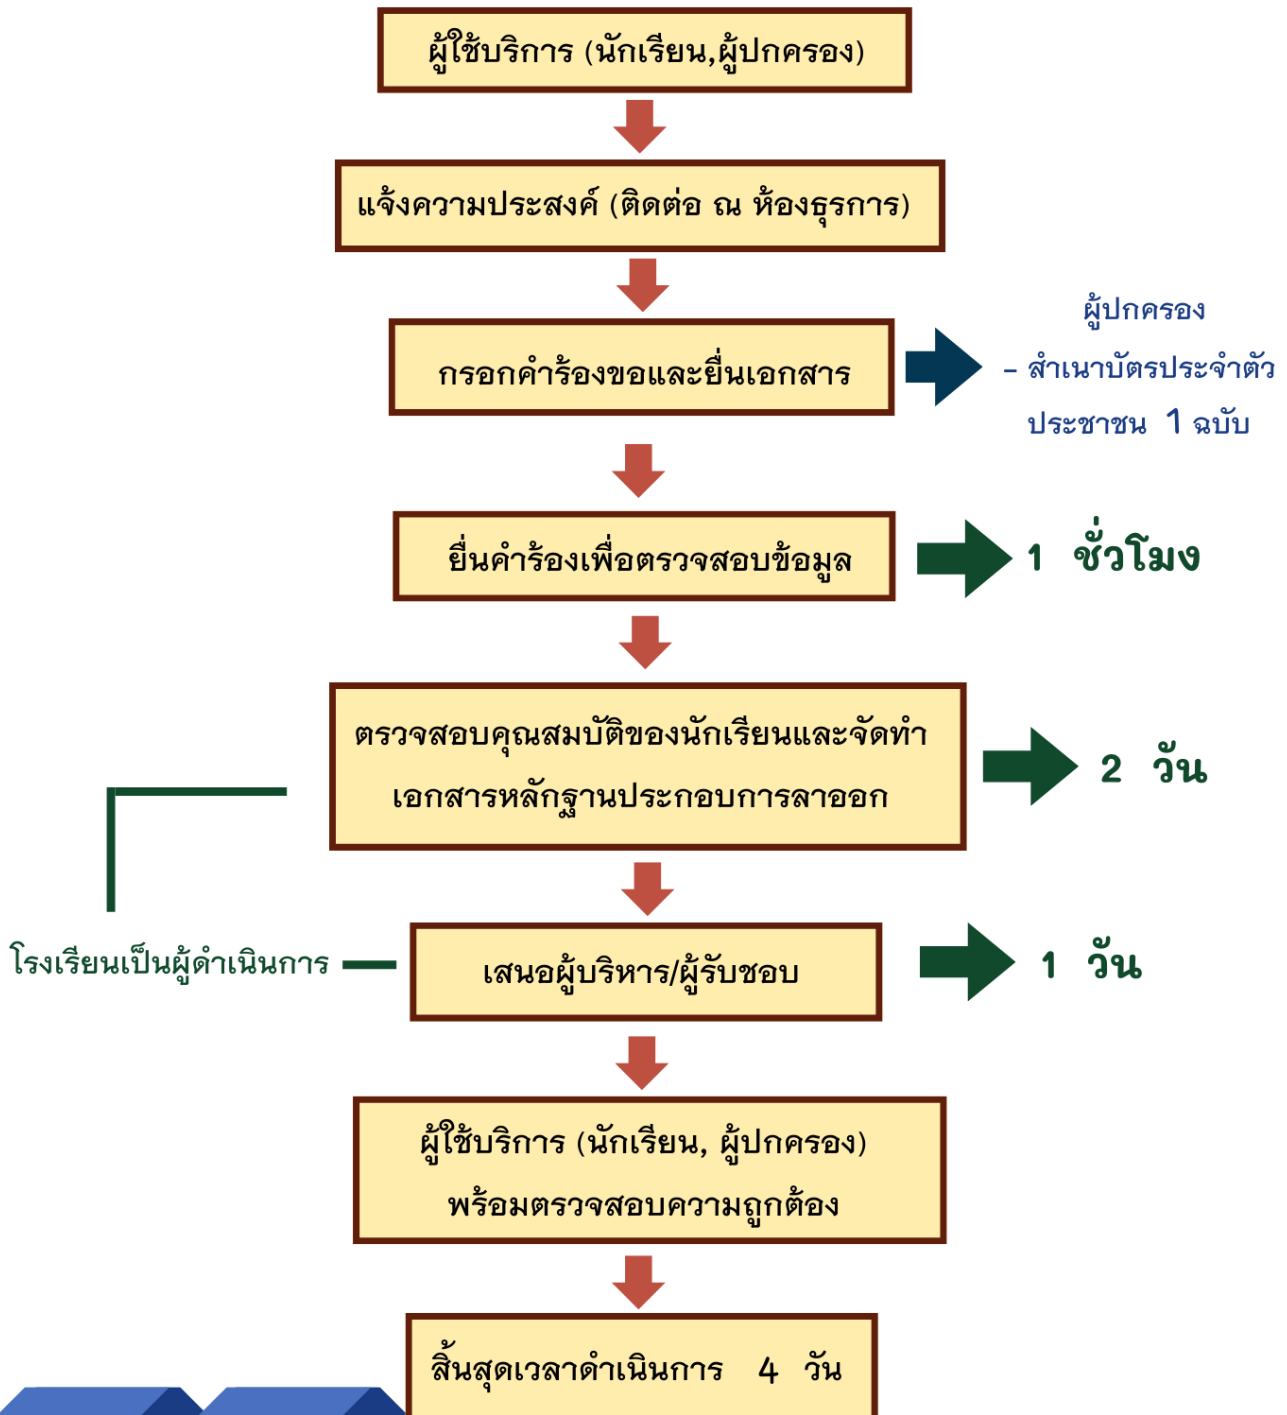 ผู้ใช้บริการ (นักเรียน,ผู้ปกครอง)
แจ้งความประสงค์ (ติดต่อ ณ ห้องธุรการ)
กรอกคำร้องขอและยื่นเอกสาร
ผู้ปกครอง
- สำเนาบัตรประจำตัว
ประชาชน 1 ฉบับ
ยื่นคำร้องเพื่อตรวจสอบข้อมูล
1 ชั่วโมง
ตรวจสอบคุณสมบัติของนักเรียนและจัดทำ
เอกสารหลักฐานประกอบการลาออก
2 วัน
โรงเรียนเป็นผู้ดำเนินการ
เสนอผู้บริหาร/ผู้รับชอบ
1 วัน
ผู้ใช้บริการ (นักเรียน, ผู้ปกครอง)
พร้อมตรวจสอบความถูกต้อง
สิ้นสุดเวลาดำเนินการ 4 วัน